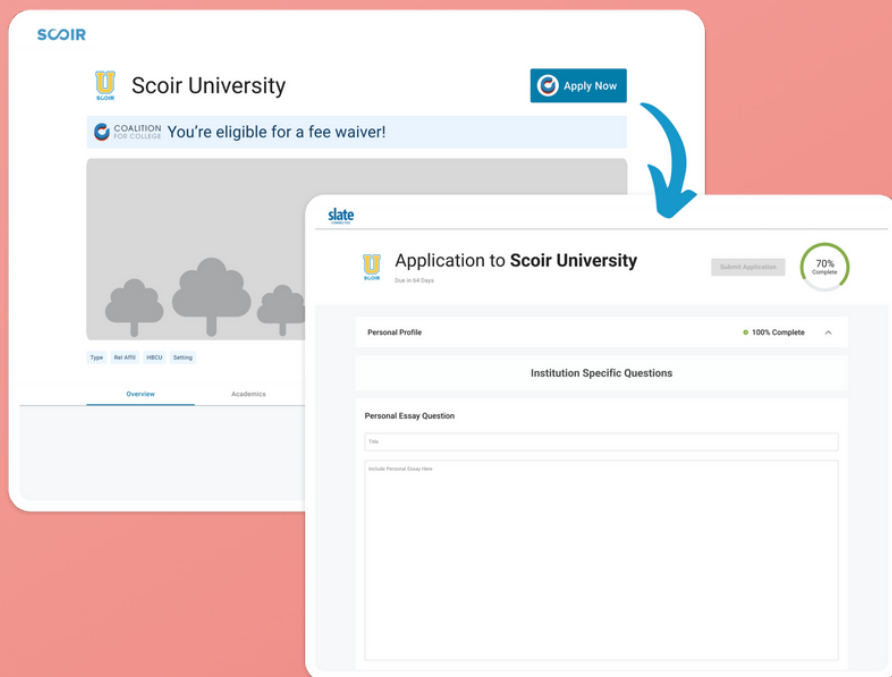 SCOIR
U
SCOIR
Scoir University
Apply Now
COALITION
FOR COLLEGE
You're eligible for a fee waiver!
Type
Rel Affil
HBCU
Setting
Overview
Academics
slate
U
SCOIR
Application to Scoir University
Due in 64 Days
Submit Application
70%
Complete
Personal Profile
100% Complete
Institution Specific Questions
Personal Essay Question
Title
Include Personal Essay Here